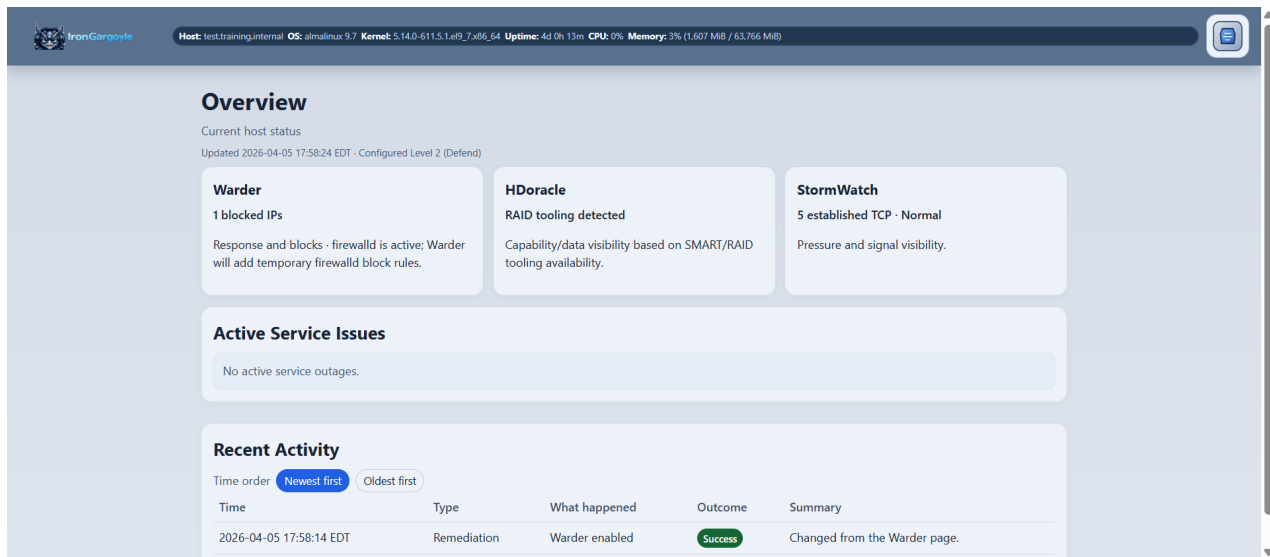 IronGargoyle
Host: test.training.internal OS: almalinux 9.7 Kernel: 5.14.0-611.5.1.el9_7.x86_64 Uptime: 4d 0h 13m CPU: 0% Memory: 3% (1,607 MiB / 63,766 MiB)
Overview
Current host status
Updated 2026-04-05 17:58:24 EDT · Configured Level 2 (Defend)
Warder
1 blocked IPs
Response and blocks · firewalld is active; Warder
will add temporary firewalld block rules.
HDoracle
RAID tooling detected
Capability/data visibility based on SMART/RAID
tooling availability.
StormWatch
5 established TCP · Normal
Pressure and signal visibility.
Active Service Issues
No active service outages.
Recent Activity
Time order Newest first Oldest first
Time Type What happened Outcome Summary
2026-04-05 17:58:14 EDT Remediation Warder enabled Success Changed from the Warder page.